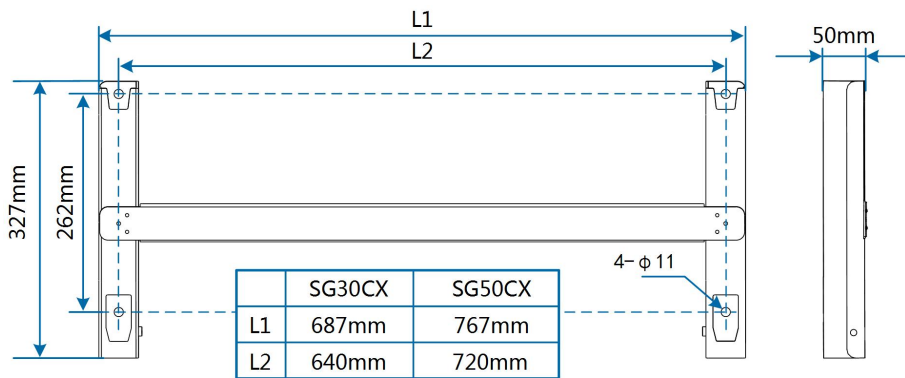 L1
50mm
L2
327mm
262mm
4-φ11
SG30CX SG50CX
L1 687mm 767mm
L2 640mm 720mm